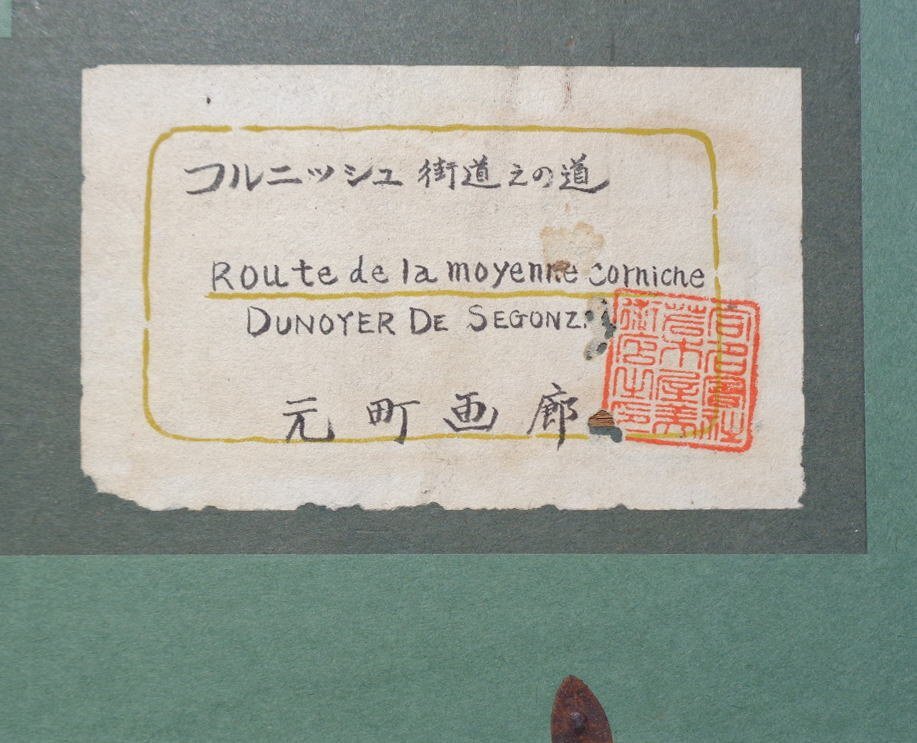 コルニッシュ 街道えの道
Route de la moyenne corniche
DUNOYER DE SEGONZ
元町画廊